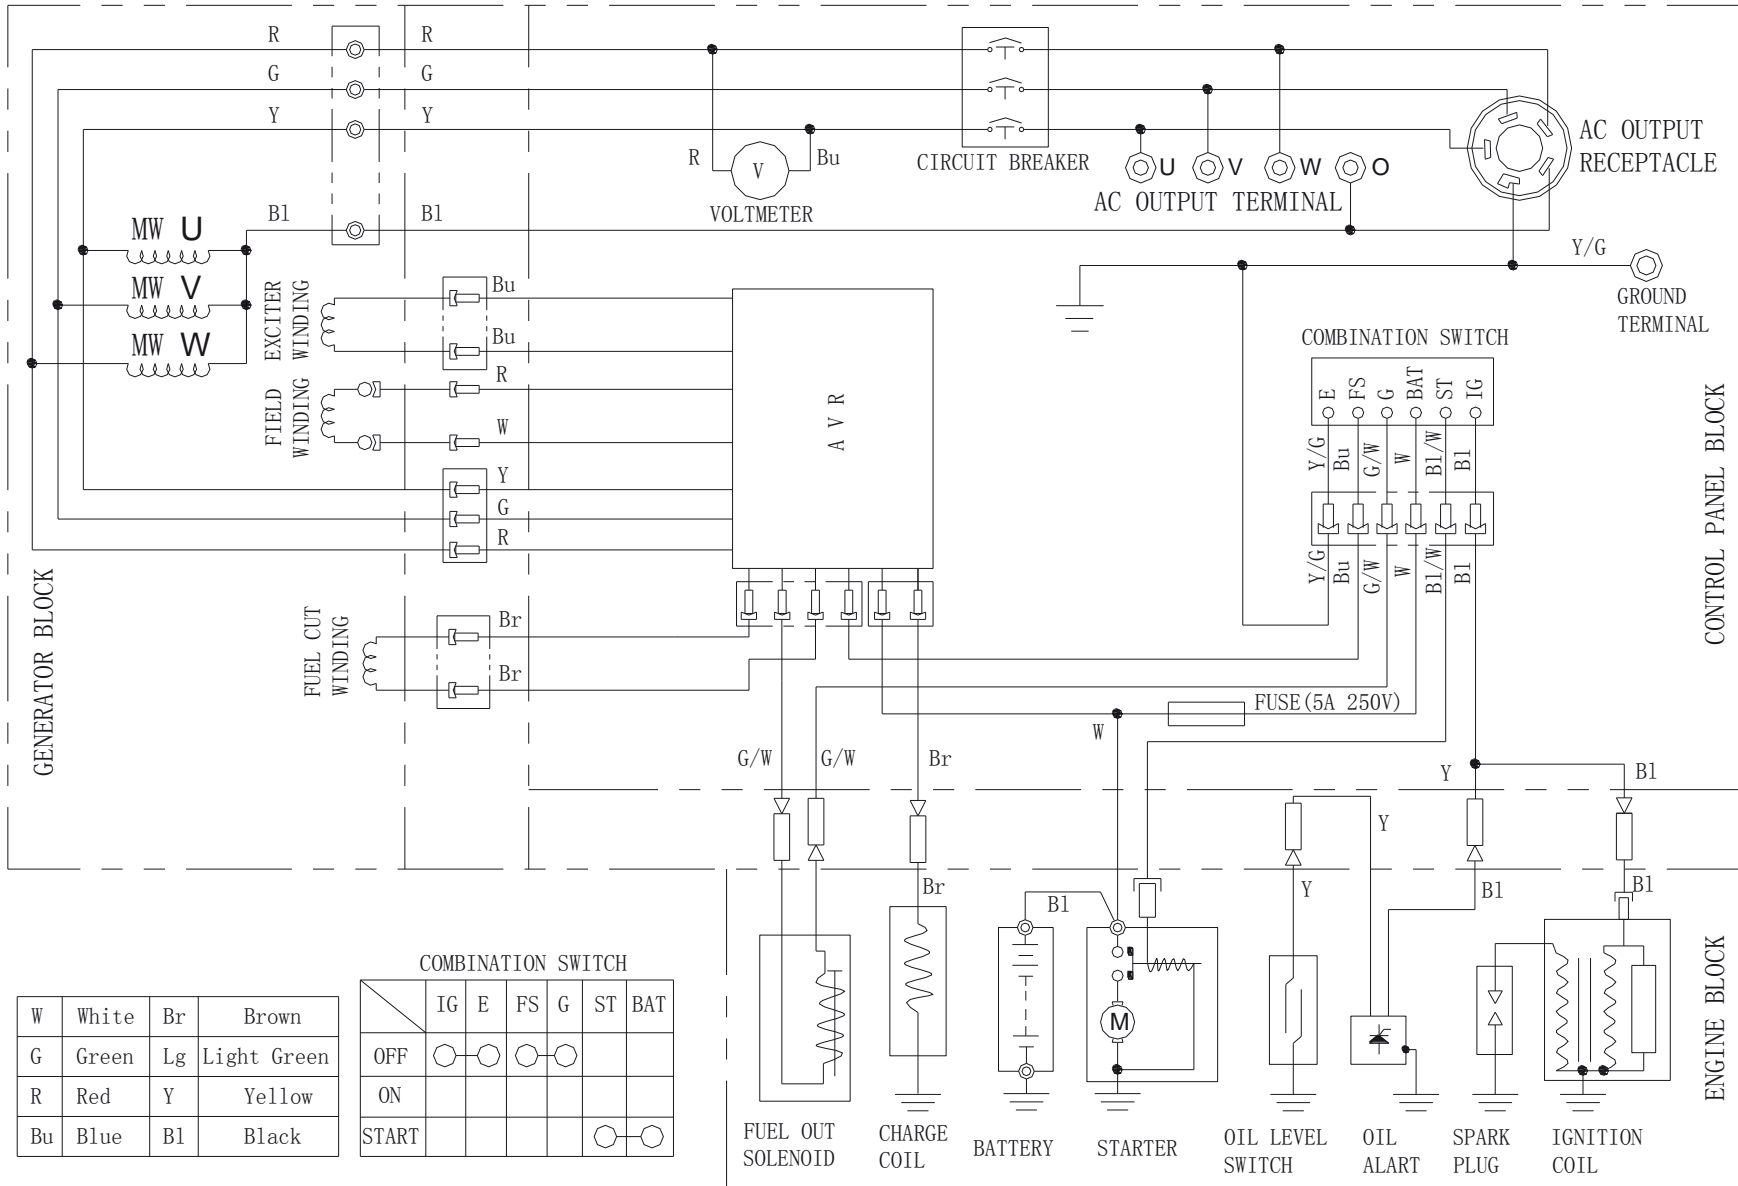 R
R
G
G
Y
Y
R
V
Bu
VOLTMETER
CIRCUIT BREAKER
U
V
W
O
AC OUTPUT TERMINAL
AC OUTPUT
RECEPTACLE
Bl
Bl
MW U
MW V
MW W
Y/G
GROUND
TERMINAL
EXCITER
WINDING
Bu
Bu
FIELD
WINDING
R
W
Y
G
R
A V R
COMBINATION SWITCH
E
FS
G
BAT
ST
IG
Y/G
Bu
G/W
W
Bl/W
Bl
Y/G
Bu
G/W
W
Bl/W
Bl
CONTROL PANEL BLOCK
GENERATOR BLOCK
FUEL CUT
WINDING
Br
Br
FUSE(5A 250V)
W
G/W
G/W
Br
Y
Bl
Y
Br
Bl
Y
Bl
Bl
M
ENGINE BLOCK
FUEL OUT
SOLENOID
CHARGE
COIL
BATTERY
STARTER
OIL LEVEL
SWITCH
OIL
ALART
SPARK
PLUG
IGNITION
COIL
W White Br Brown
G Green Lg Light Green
R Red Y Yellow
Bu Blue Bl Black
COMBINATION SWITCH
IG E FS G ST BAT
OFF
ON
START